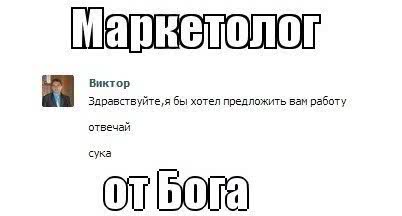 Маркетолог
Виктор
Здравствуйте,я бы хотел предложить вам работу
отвечай
сука
от Бога